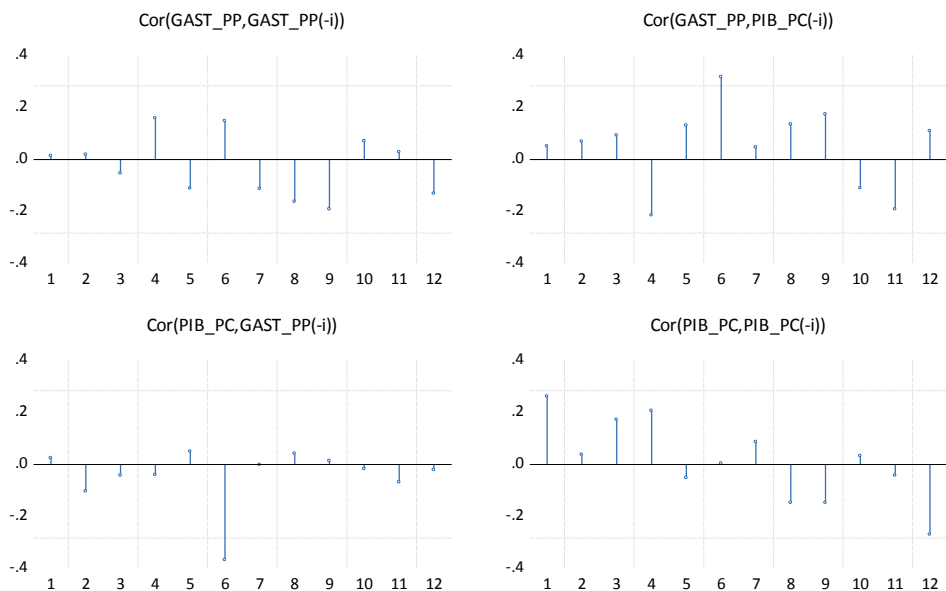 Cor(GAST_PP,GAST_PP(-i))
.4
.2
.0
-.2
-.4
1 2 3 4 5 6 7 8 9 10 11 12
Cor(GAST_PP,PIB_PC(-i))
.4
.2
.0
-.2
-.4
1 2 3 4 5 6 7 8 9 10 11 12
Cor(PIB_PC,GAST_PP(-i))
.4
.2
.0
-.2
-.4
1 2 3 4 5 6 7 8 9 10 11 12
Cor(PIB_PC,PIB_PC(-i))
.4
.2
.0
-.2
-.4
1 2 3 4 5 6 7 8 9 10 11 12